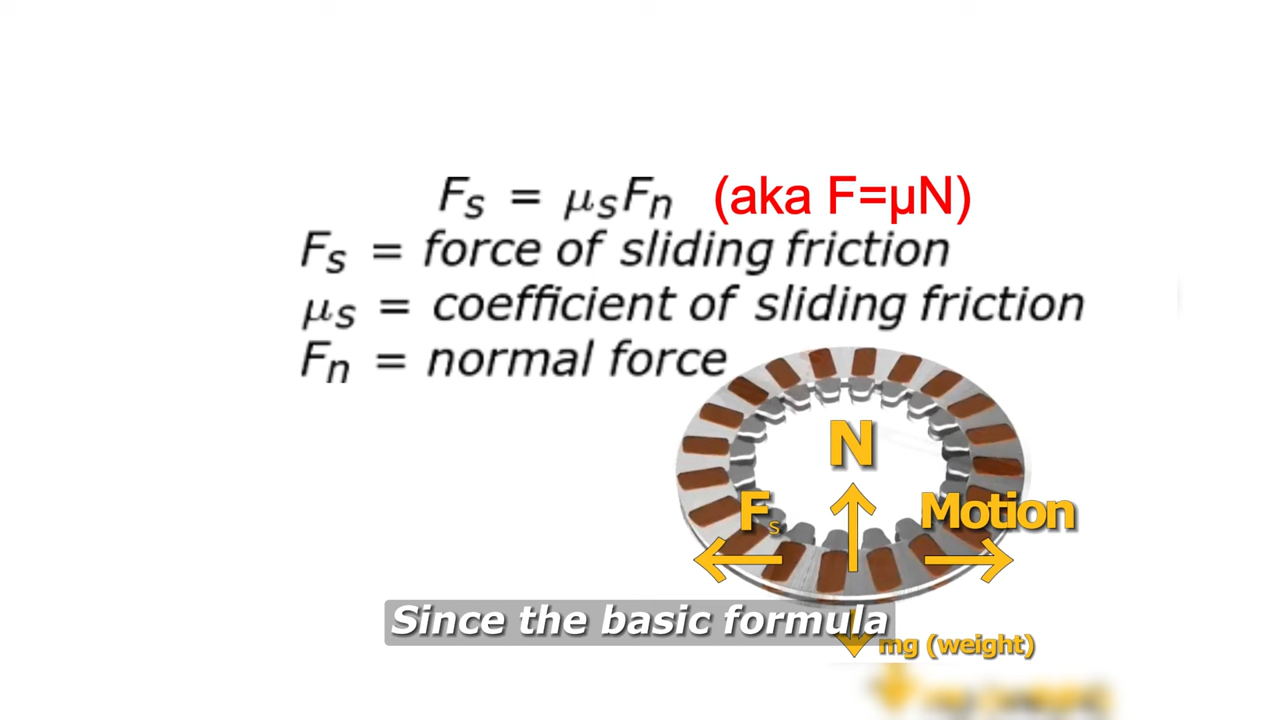 Fs = μsFn (aka F=µN)
Fs = force of sliding friction
μs = coefficient of sliding friction
Fn = normal force
N
Fs
Motion
Since the basic formula
mg (weight)